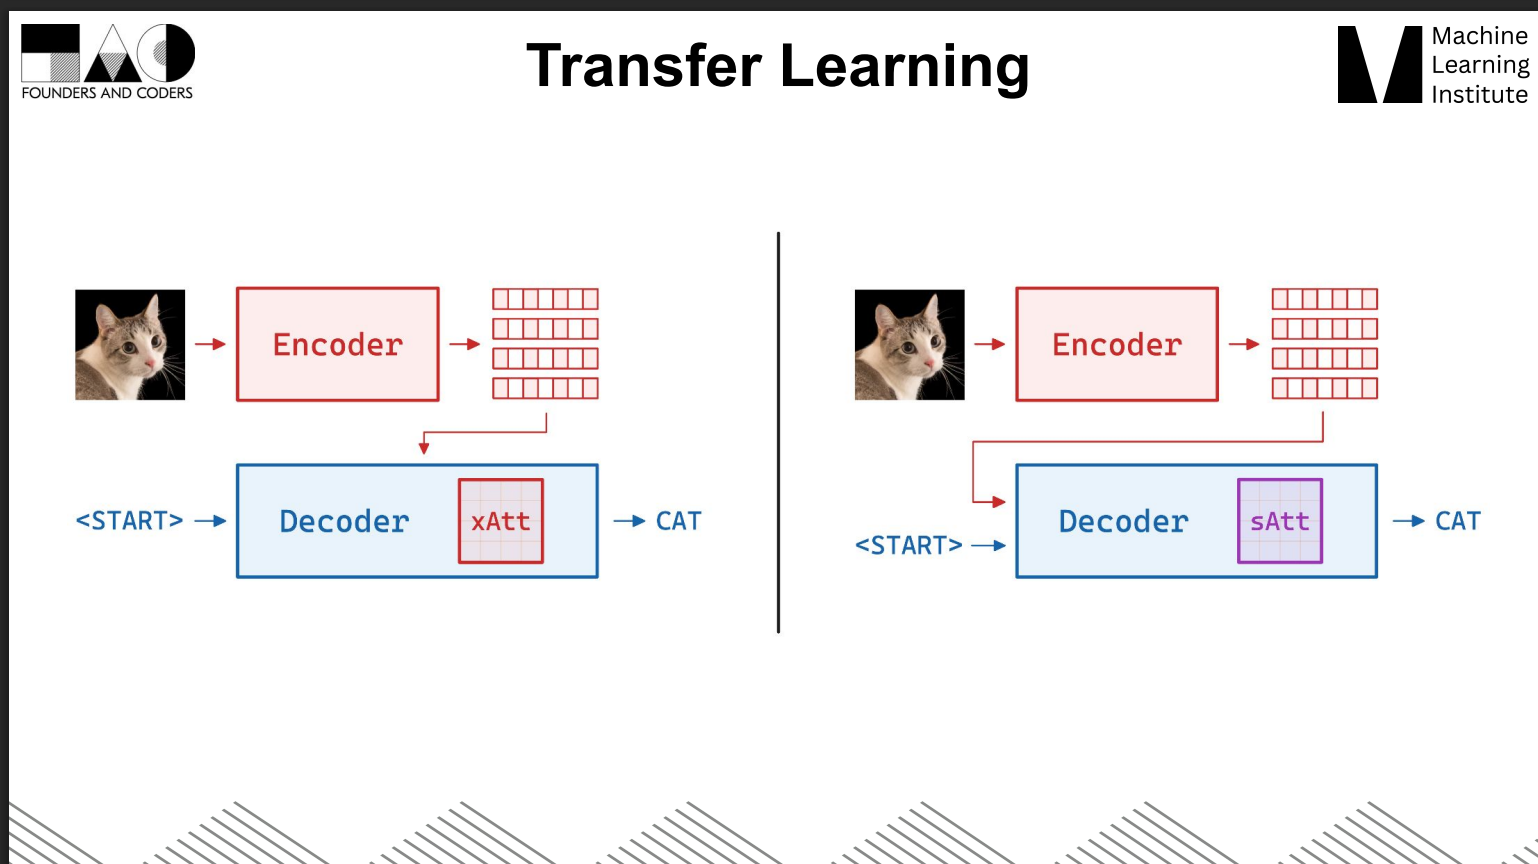 FOUNDERS AND CODERS
Transfer Learning
Machine
Learning
Institute
Encoder
<START>
Decoder
xAtt
CAT
Encoder
<START>
Decoder
sAtt
CAT